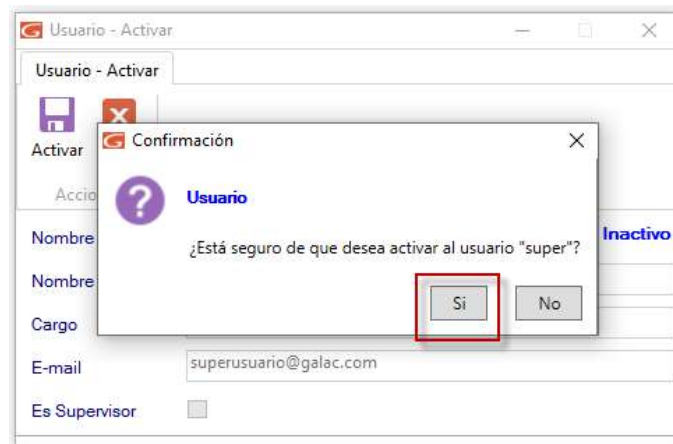 Usuario - Activar
Usuario - Activar
Activar
Confirmación
Accio
Usuario
¿Está seguro de que desea activar al usuario "super"?
Nombre
Inactivo
Nombre
Si
No
Cargo
E-mail
superusuario@galac.com
Es Supervisor